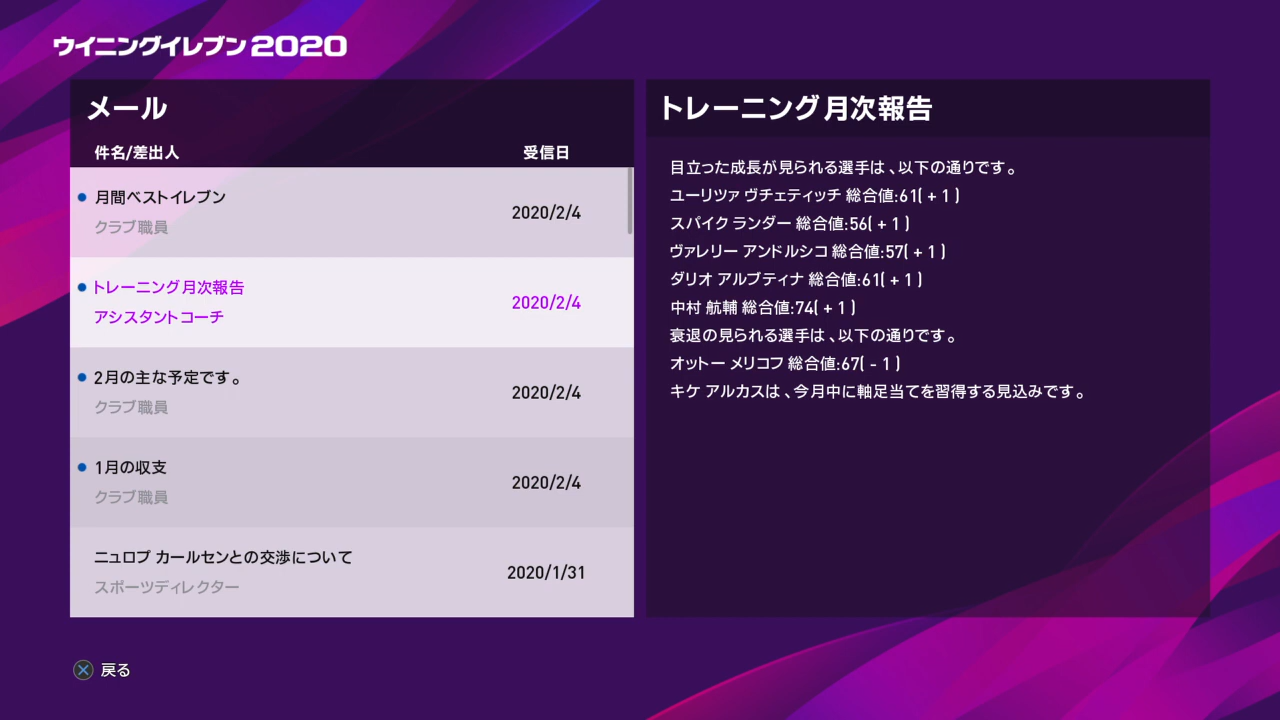 ウイニングイレブン 2020
メール
件名/差出人 受信日
月間ベストイレブン
クラブ職員
2020/2/4
トレーニング月次報告
アシスタントコーチ
2020/2/4
2月の主な予定です。
クラブ職員
2020/2/4
1月の収支
クラブ職員
2020/2/4
ニュロプ カールセンとの交渉について
スポーツディレクター
2020/1/31
トレーニング月次報告
目立った成長が見られる選手は、以下の通りです。
ユーリツァ ヴチェティッチ 総合値:61( + 1 )
スパイク ランダー 総合値:56( + 1 )
ヴァレリー アンドルシコ 総合値:57( + 1 )
ダリオ アルブティナ 総合値:61( + 1 )
中村 航輔 総合値:74( + 1 )
衰退の見られる選手は、以下の通りです。
オットー メリコフ 総合値:67( - 1 )
キケ アルカスは、今月中に軸足当てを習得する見込みです。
戻る